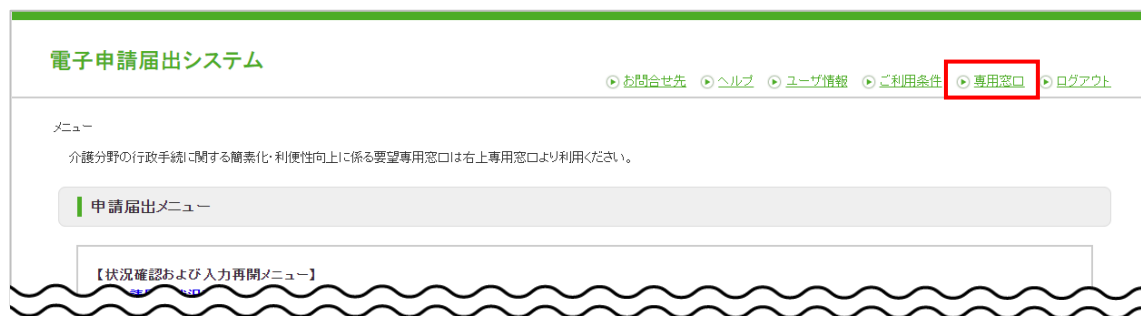 電子申請届出システム
お問合せ先 ヘルプ ユーザ情報 ご利用条件 専用窓口 ログアウト
メニュー
介護分野の行政手続に関する簡素化・利便性向上に係る要望専用窓口は右上専用窓口より利用ください。
申請届出メニュー
【状況確認および入力再開メニュー】